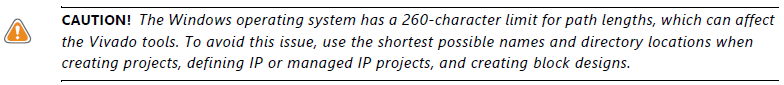 CAUTION! The Windows operating system has a 260-character limit for path lengths, which can affect
the Vivado tools. To avoid this issue, use the shortest possible names and directory locations when
creating projects, defining IP or managed IP projects, and creating block designs.